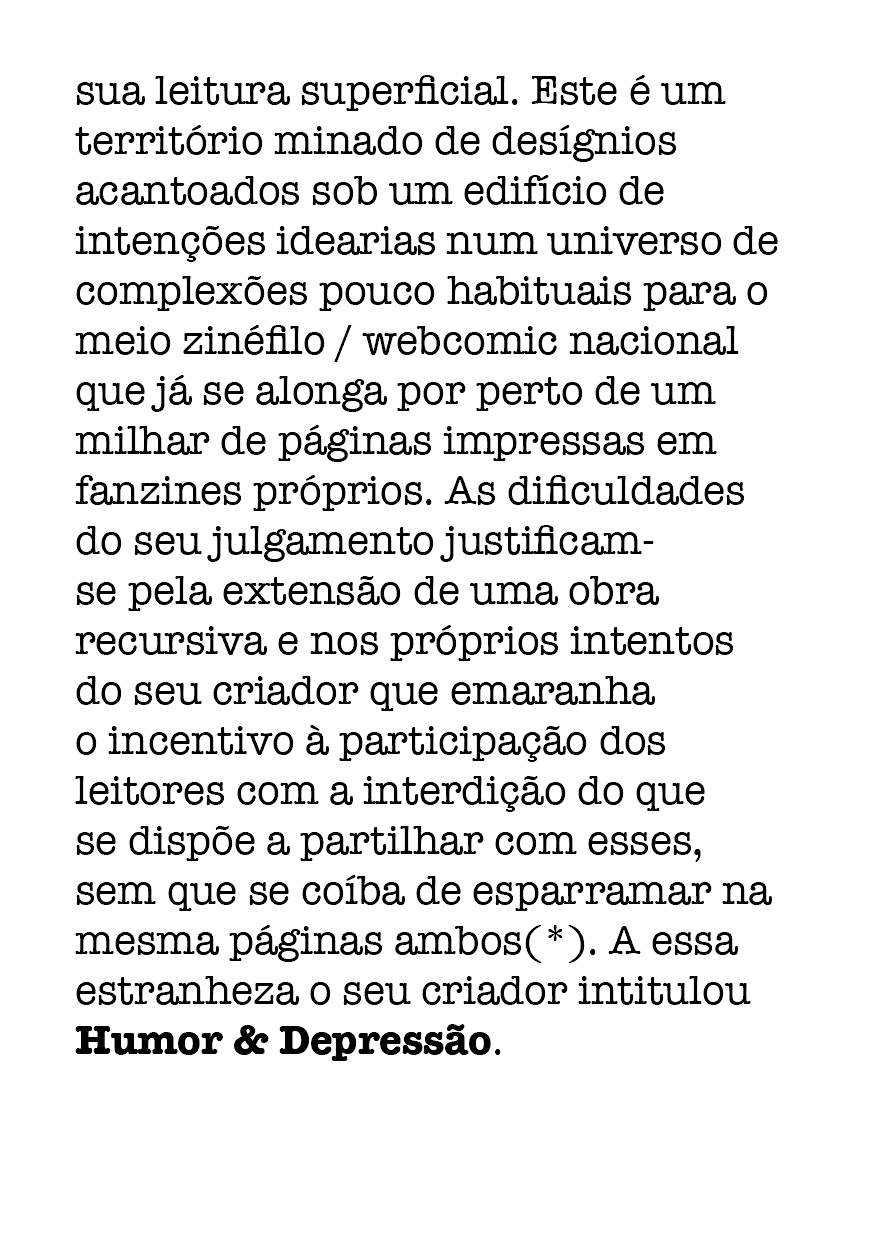 sua leitura superficial. Este é um
território minado de desígnios
acantoados sob um edifício de
intenções idearias num universo de
complexões pouco habituais para o
meio zinéfilo / webcomic nacional
que já se alonga por perto de um
milhar de páginas impressas em
fanzines próprios. As dificuldades
do seu julgamento justificam-
se pela extensão de uma obra
recursiva e nos próprios intentos
do seu criador que emaranha
o incentivo à participação dos
leitores com a interdição do que
se dispõe a partilhar com esses,
sem que se coíba de esparramar na
mesma páginas ambos(*). A essa
estranheza o seu criador intitulou
Humor & Depressão.